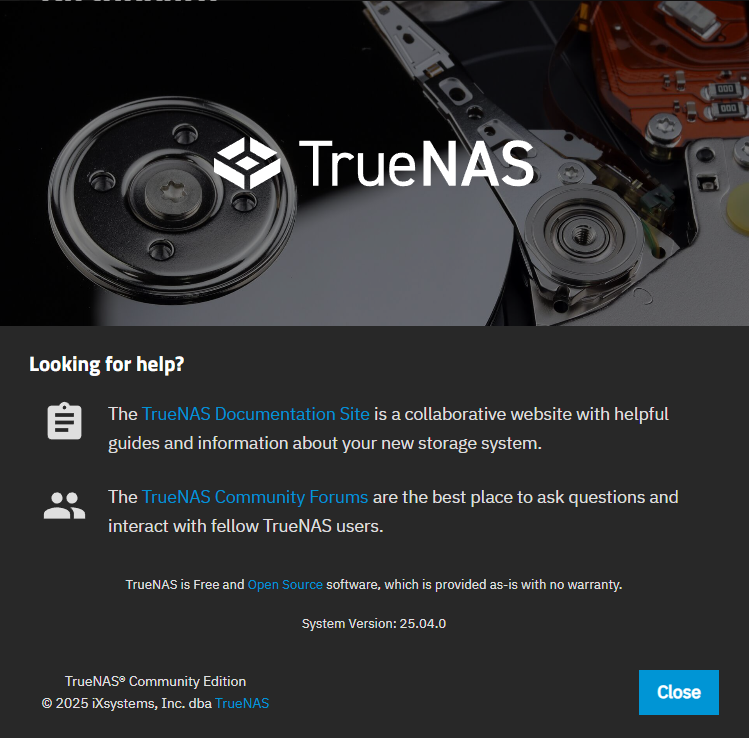 TrueNAS
Looking for help?
The TrueNAS Documentation Site is a collaborative website with helpful
guides and information about your new storage system.
The TrueNAS Community Forums are the best place to ask questions and
interact with fellow TrueNAS users.
TrueNAS is Free and Open Source software, which is provided as-is with no warranty.
System Version: 25.04.0
TrueNAS® Community Edition
© 2025 iXsystems, Inc. dba TrueNAS
Close